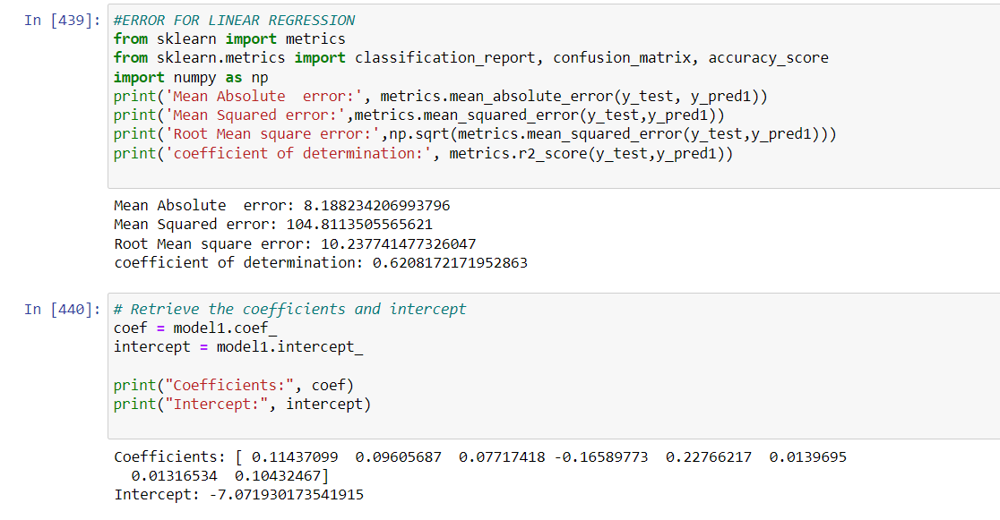 In [439]: #ERROR FOR LINEAR REGRESSION
from sklearn import metrics
from sklearn.metrics import classification_report, confusion_matrix, accuracy_score
import numpy as np
print('Mean Absolute  error:', metrics.mean_absolute_error(y_test, y_pred1))
print('Mean Squared error:',metrics.mean_squared_error(y_test,y_pred1))
print('Root Mean square error:',np.sqrt(metrics.mean_squared_error(y_test,y_pred1)))
print('coefficient of determination:', metrics.r2_score(y_test,y_pred1))
Mean Absolute  error: 8.188234206993796
Mean Squared error: 104.8113505565621
Root Mean square error: 10.237741477326047
coefficient of determination: 0.6208172171952863
In [440]: # Retrieve the coefficients and intercept
coef = model1.coef_
intercept = model1.intercept_
print("Coefficients:", coef)
print("Intercept:", intercept)
Coefficients: [ 0.11437099  0.09605687  0.07717418 -0.16589773  0.22766217  0.0139695
  0.01316534  0.10432467]
Intercept: -7.071930173541915